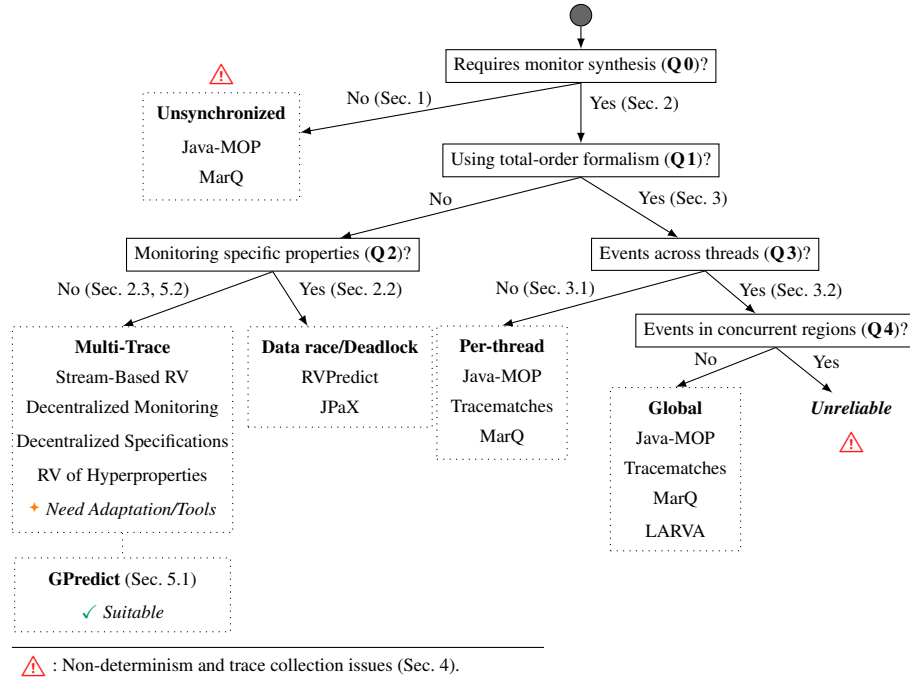 Requires monitor synthesis (Q0)?
No (Sec. 1)
Yes (Sec. 2)
Unsynchronized
Java-MOP
MarQ
Using total-order formalism (Q1)?
No
Yes (Sec. 3)
Monitoring specific properties (Q2)?
Events across threads (Q3)?
No (Sec. 2.3, 5.2)
Yes (Sec. 2.2)
No (Sec. 3.1)
Yes (Sec. 3.2)
Multi-Trace
Stream-Based RV
Decentralized Monitoring
Decentralized Specifications
RV of Hyperproperties
Need Adaptation/Tools
Data race/Deadlock
RVPredict
JPaX
Per-thread
Java-MOP
Tracematches
MarQ
Events in concurrent regions (Q4)?
No
Yes
Global
Java-MOP
Tracematches
MarQ
LARVA
Unreliable
GPredict (Sec. 5.1)
✓ Suitable
: Non-determinism and trace collection issues (Sec. 4).